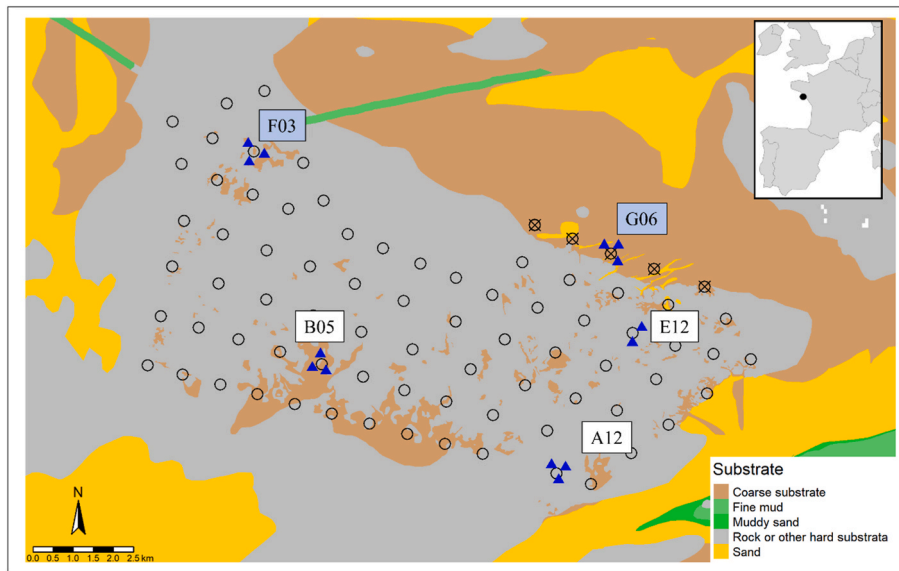 F03
G06
B05
E12
A12
N
0.0 0.5 1.0 1.5 2.0 2.5 km
Substrate
Coarse substrate
Fine mud
Muddy sand
Rock or other hard substrata
Sand